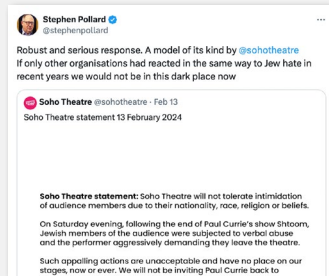 Stephen Pollard
@stephenpollard
Robust and serious response. A model of its kind by @sohotheatre
If only other organisations had reacted in the same way to Jew hate in
recent years we would not be in this dark place now
Soho Theatre @sohotheatre · Feb 13
Soho Theatre statement 13 February 2024
Soho Theatre statement: Soho Theatre will not tolerate intimidation
of audience members due to their nationality, race, religion or beliefs.
On Saturday evening, following the end of Paul Currie's show Shtoom,
Jewish members of the audience were subjected to verbal abuse
and the performer aggressively demanding they leave the theatre.
Such appalling actions are unacceptable and have no place on our
stages, now or ever. We will not be inviting Paul Currie back to